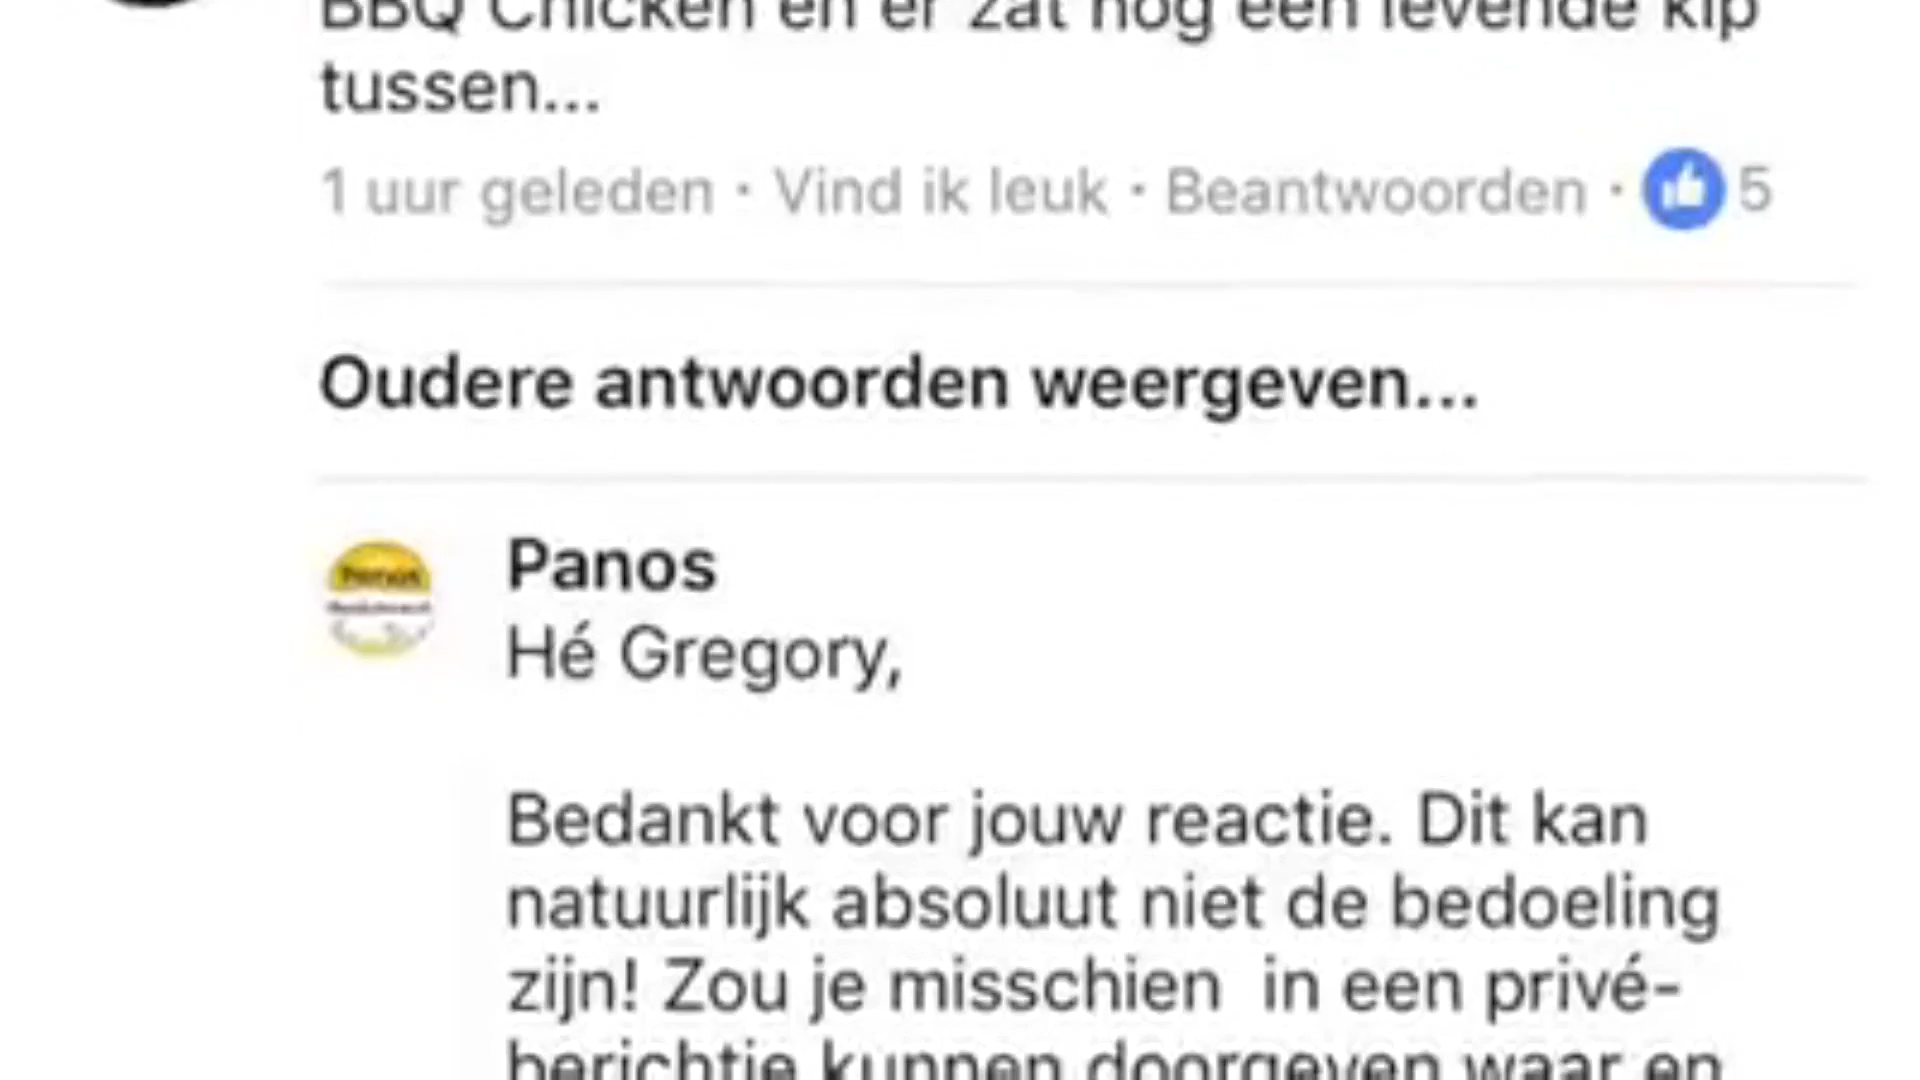 BBQ Chicken en er zat nog een levende kip
tussen...
1 uur geleden · Vind ik leuk · Beantwoorden · 5
Oudere antwoorden weergeven...
Panos
Panos
Hé Gregory,
Bedankt voor jouw reactie. Dit kan
natuurlijk absoluut niet de bedoeling
zijn! Zou je misschien in een privé-
berichtje kunnen doorgeven waar en